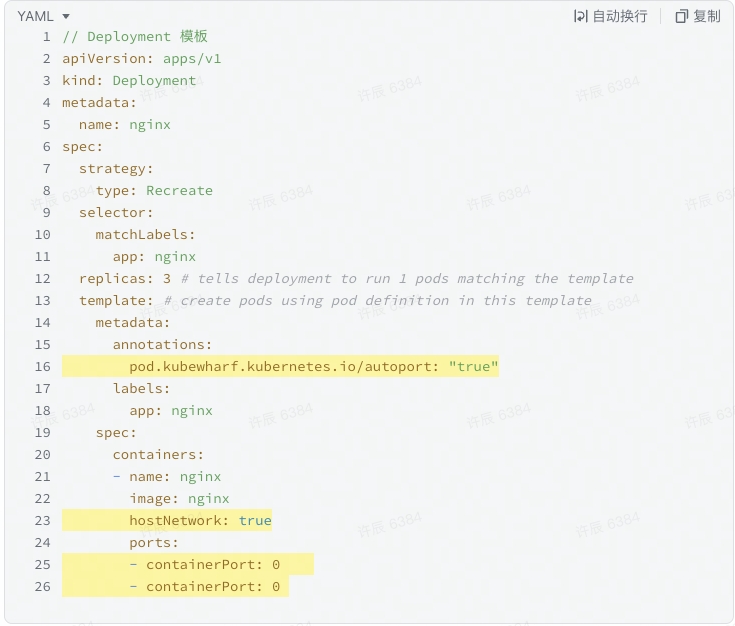 YAML 自动换行 复制
1 // Deployment 模板
2 apiVersion: apps/v1
3 kind: Deployment
4 metadata:
5   name: nginx
6 spec:
7   strategy:
8     type: Recreate
9   selector:
10     matchLabels:
11       app: nginx
12   replicas: 3 # tells deployment to run 1 pods matching the template
13   template: # create pods using pod definition in this template
14     metadata:
15       annotations:
16         pod.kubewharf.kubernetes.io/autoport: "true"
17       labels:
18         app: nginx
19     spec:
20       containers:
21       - name: nginx
22         image: nginx
23         hostNetwork: true
24         ports:
25         - containerPort: 0
26         - containerPort: 0
许辰 6384